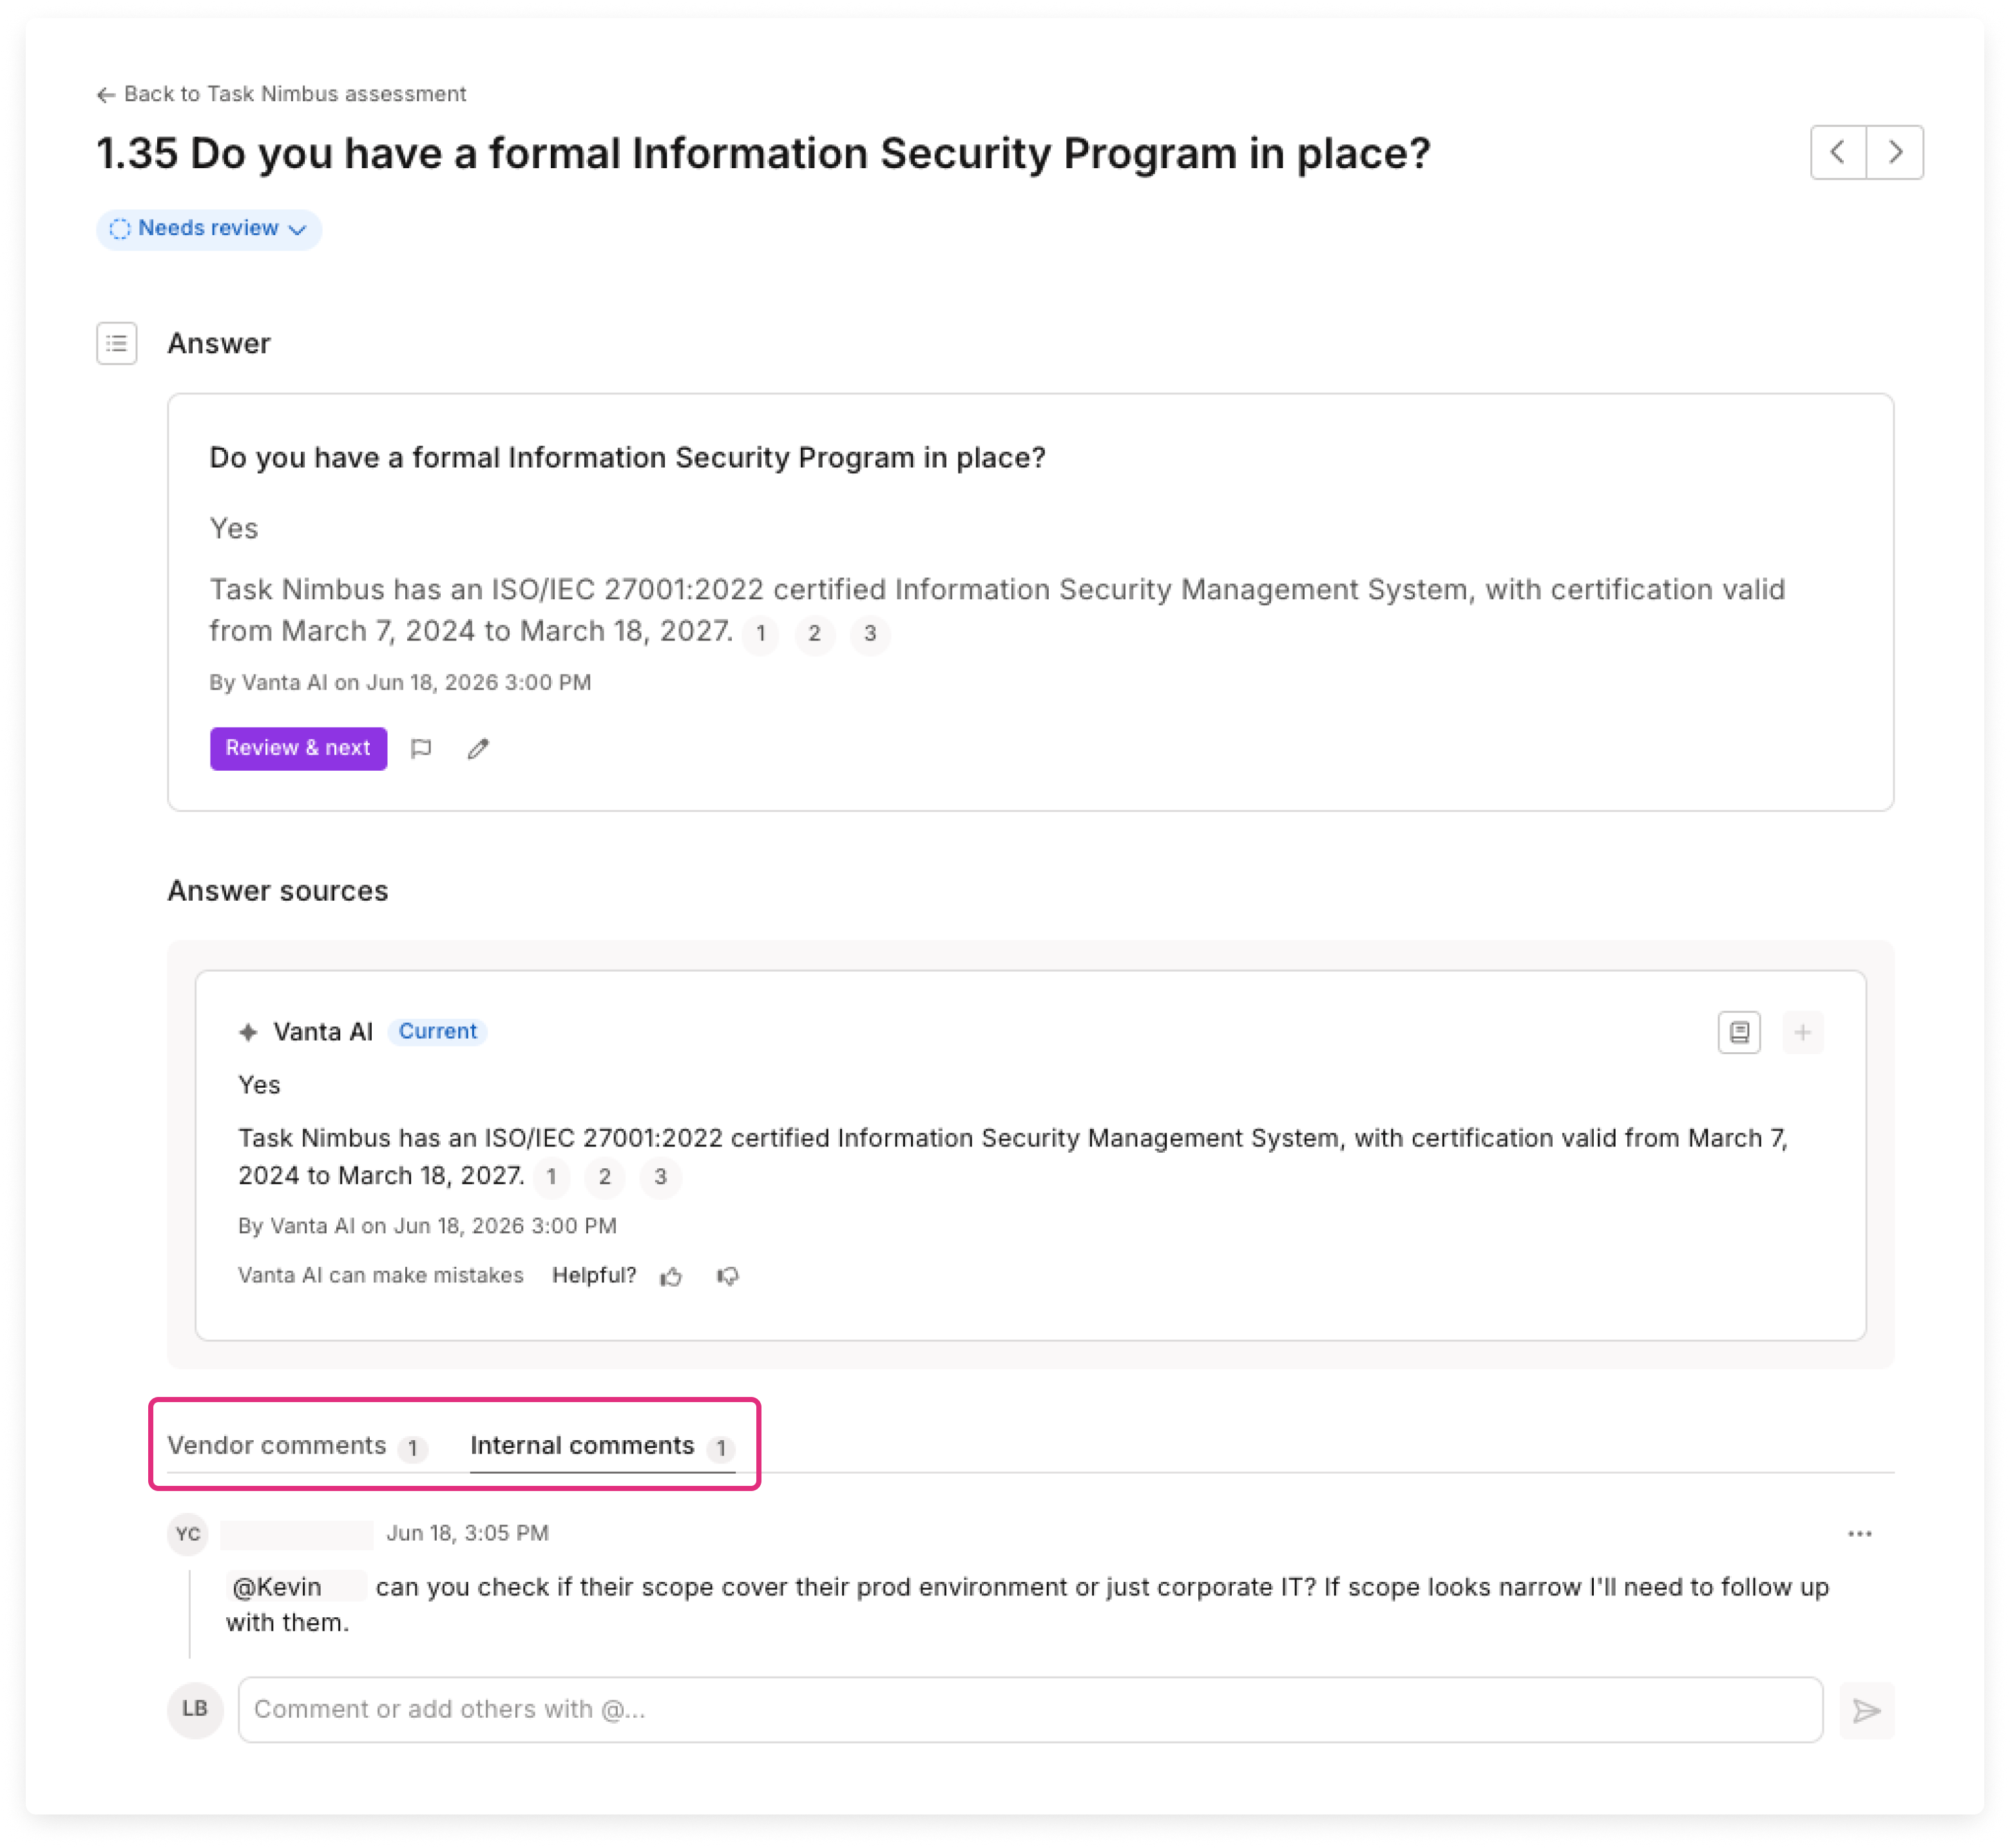 ← Back to Task Nimbus assessment
1.35 Do you have a formal Information Security Program in place?
Needs review
Answer
Do you have a formal Information Security Program in place?
Yes
Task Nimbus has an ISO/IEC 27001:2022 certified Information Security Management System, with certification valid
from March 7, 2024 to March 18, 2027. 1 2 3
By Vanta AI on Jun 18, 2026 3:00 PM
Review & next
Answer sources
Vanta AI Current
Yes
Task Nimbus has an ISO/IEC 27001:2022 certified Information Security Management System, with certification valid from March 7,
2024 to March 18, 2027. 1 2 3
By Vanta AI on Jun 18, 2026 3:00 PM
Vanta AI can make mistakes Helpful?
Vendor comments 1 Internal comments 1
YC Jun 18, 3:05 PM
@Kevin can you check if their scope cover their prod environment or just corporate IT? If scope looks narrow I'll need to follow up
with them.
LB Comment or add others with @...